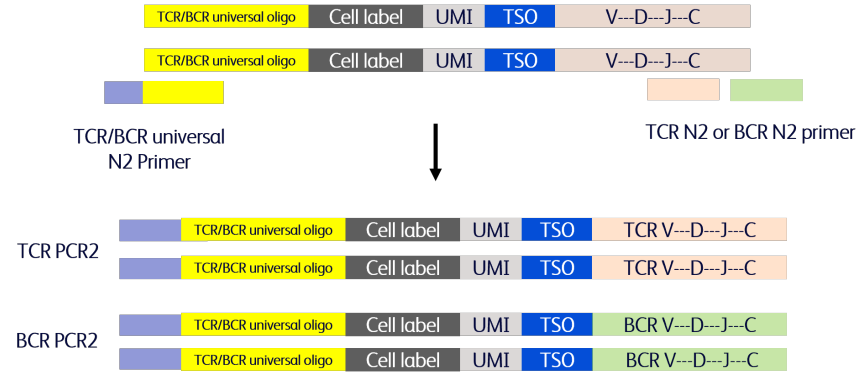 TCR/BCR universal oligo Cell label UMI TSO V---D---J---C
TCR/BCR universal oligo Cell label UMI TSO V---D---J---C
TCR/BCR universal
N2 Primer
TCR N2 or BCR N2 primer
TCR PCR2
TCR/BCR universal oligo Cell label UMI TSO TCR V---D---J---C
TCR/BCR universal oligo Cell label UMI TSO TCR V---D---J---C
BCR PCR2
TCR/BCR universal oligo Cell label UMI TSO BCR V---D---J---C
TCR/BCR universal oligo Cell label UMI TSO BCR V---D---J---C